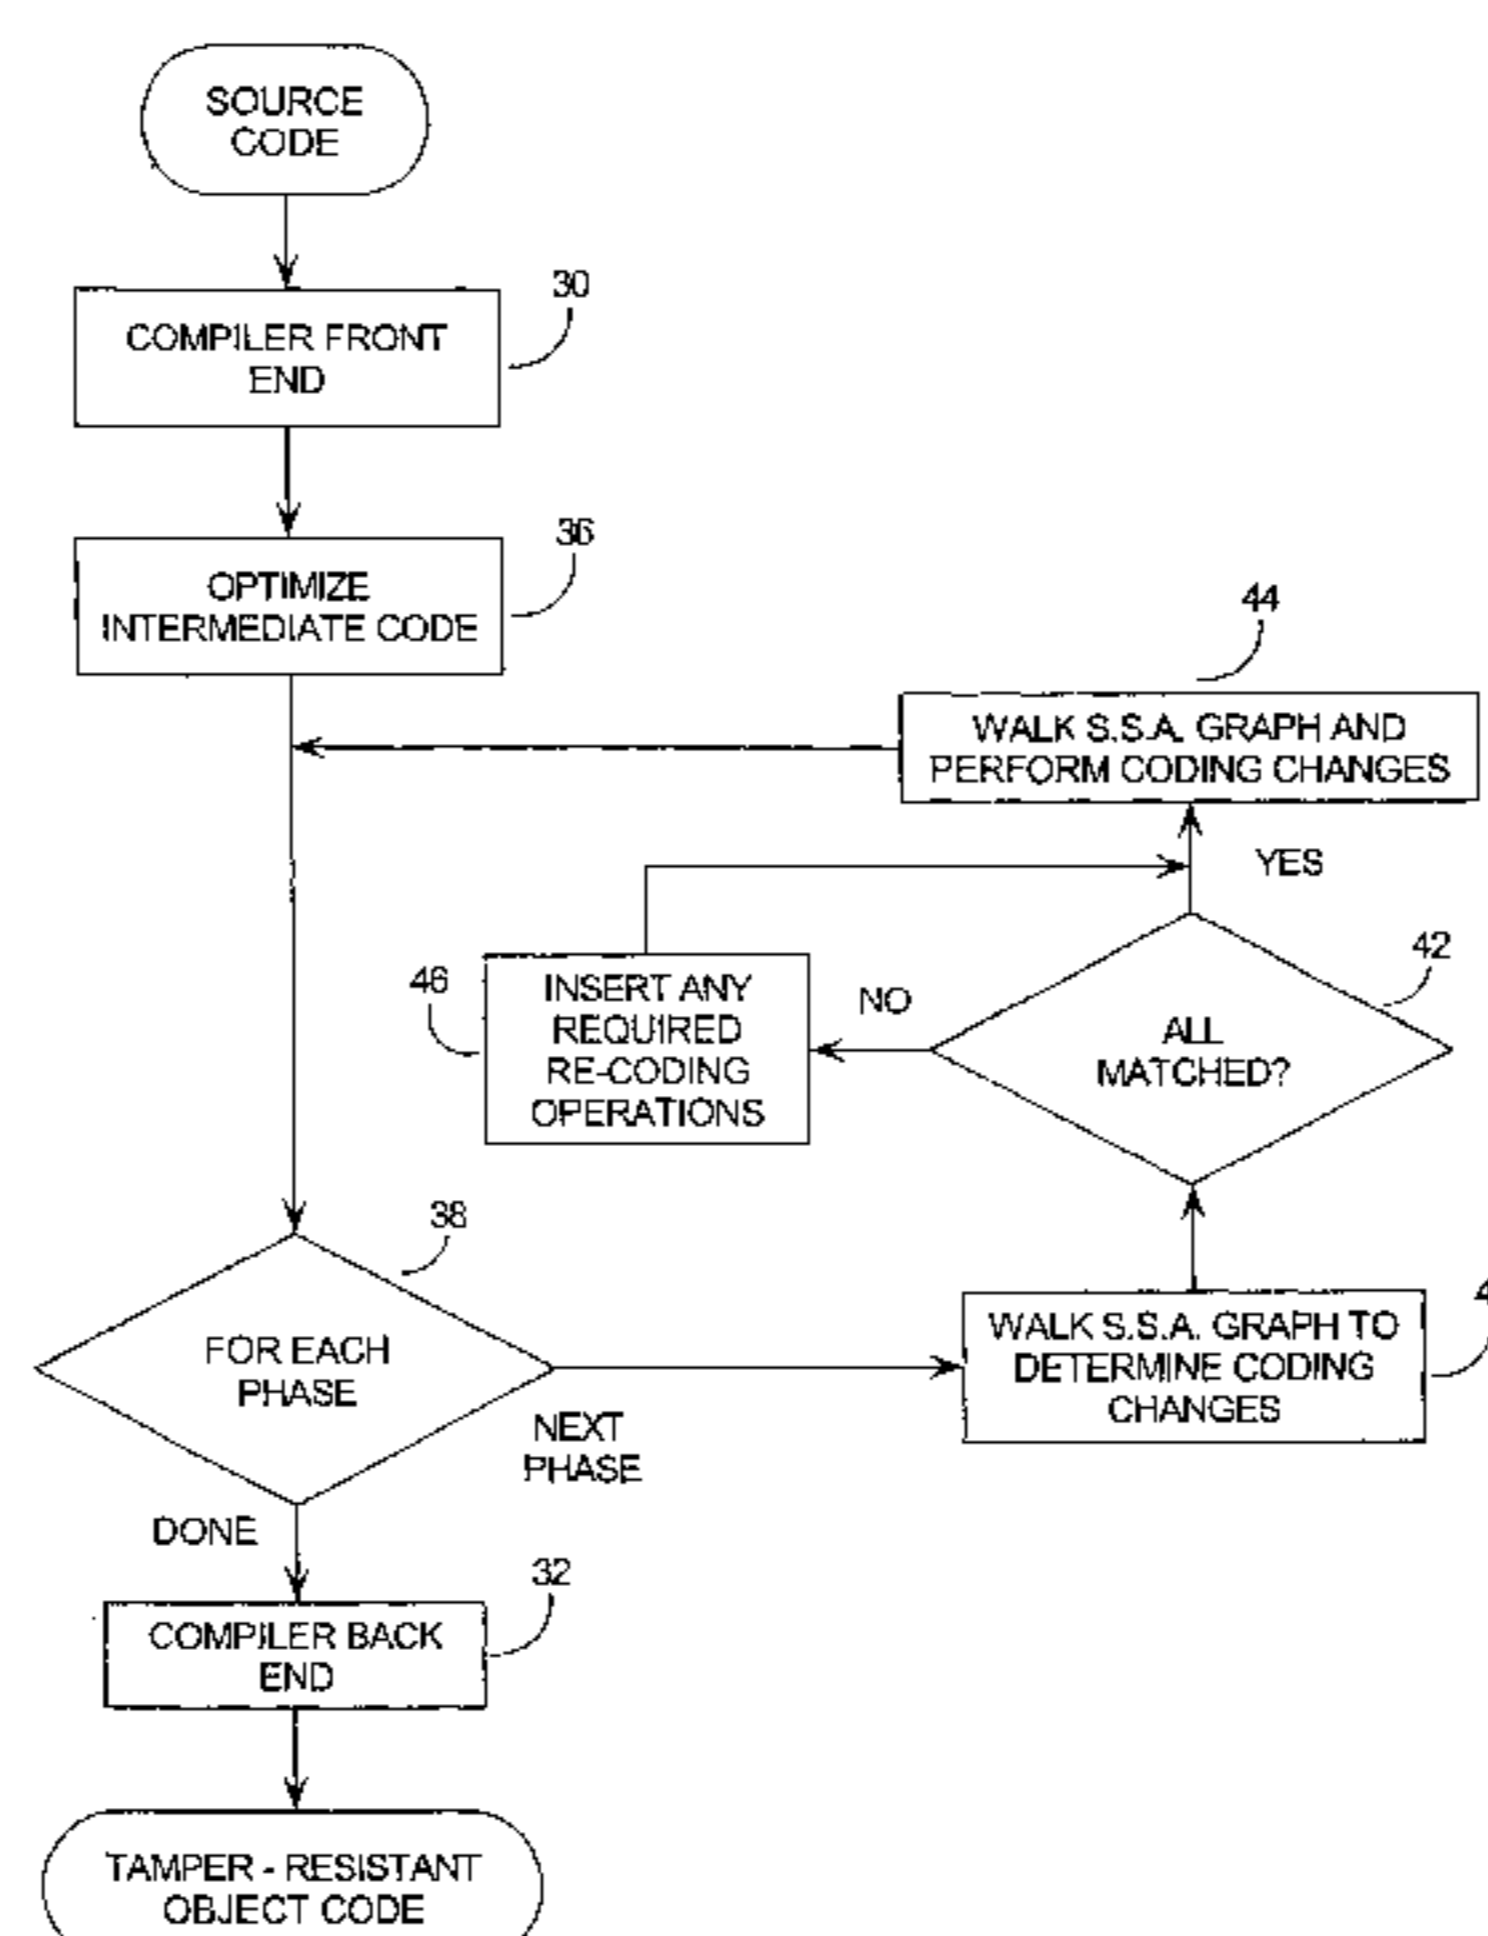 SOURCE
CODE
30
COMPILER FRONT
END
36
OPTIMIZE
INTERMEDIATE CODE
44
WALK S.S.A. GRAPH AND
PERFORM CODING CHANGES
YES
42
46
INSERT ANY
REQUIRED
RE-CODING
OPERATIONS
NO
ALL
MATCHED?
38
FOR EACH
PHASE
NEXT
PHASE
WALK S.S.A. GRAPH TO
DETERMINE CODING
CHANGES
DONE
32
COMPILER BACK
END
TAMPER - RESISTANT
OBJECT CODE